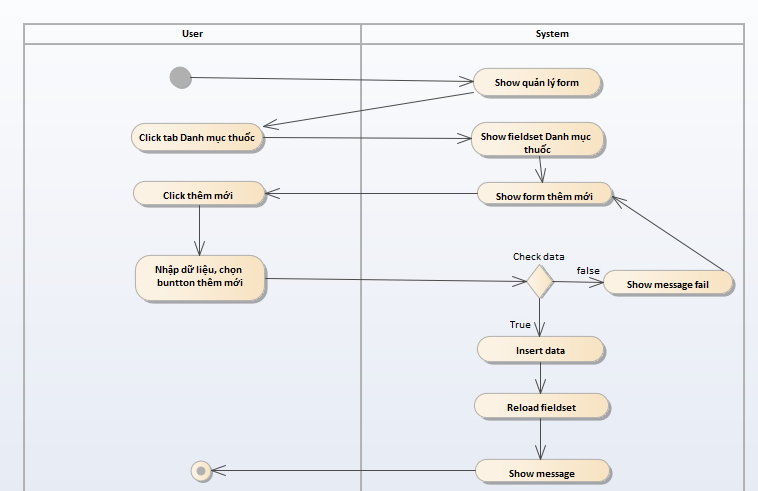 User
System
Show quản lý form
Click tab Danh mục thuốc
Show fieldset Danh mục
thuốc
Click thêm mới
Show form thêm mới
Nhập dữ liệu, chọn
buntton thêm mới
Check data
false
Show message fail
True
Insert data
Reload fieldset
Show message